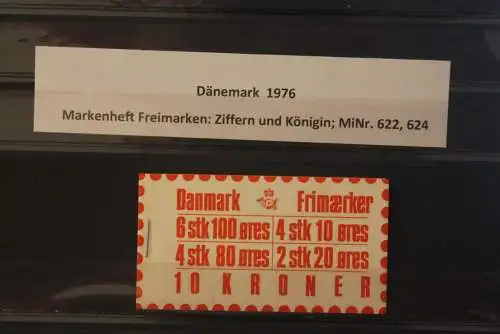 Dänemark 1976
Markenheft Freimarken: Ziffern und Königin; MiNr. 622, 624
Danmark Frimærker
6 stk 100 øres 4 stk 10 øres
4 stk 80 øres 2 stk 20 øres
10 KRONER